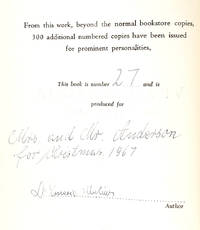 From this work, beyond the normal bookstore copies,
300 additional numbered copies have been issued
for prominent personalities,
This book is number 27 and is
produced for
Mrs. and Mr. Anderson
for Christmas 1967
Author